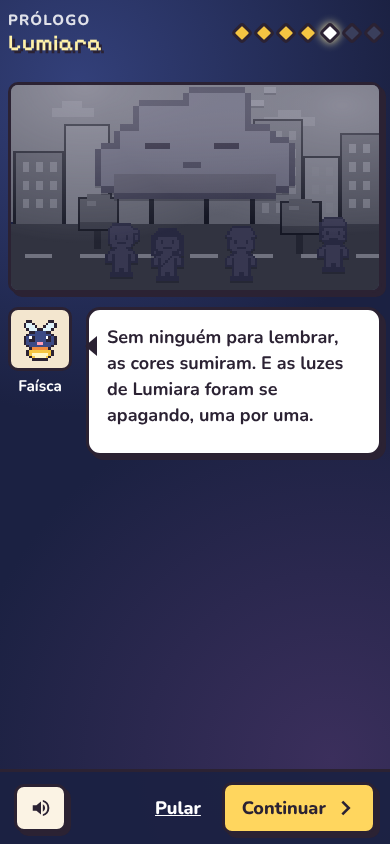 PRÓLOGO
Lumiara
Sem ninguém para lembrar,
as cores sumiram. E as luzes
de Lumiara foram se
apagando, uma por uma.
Faísca
Pular
Continuar